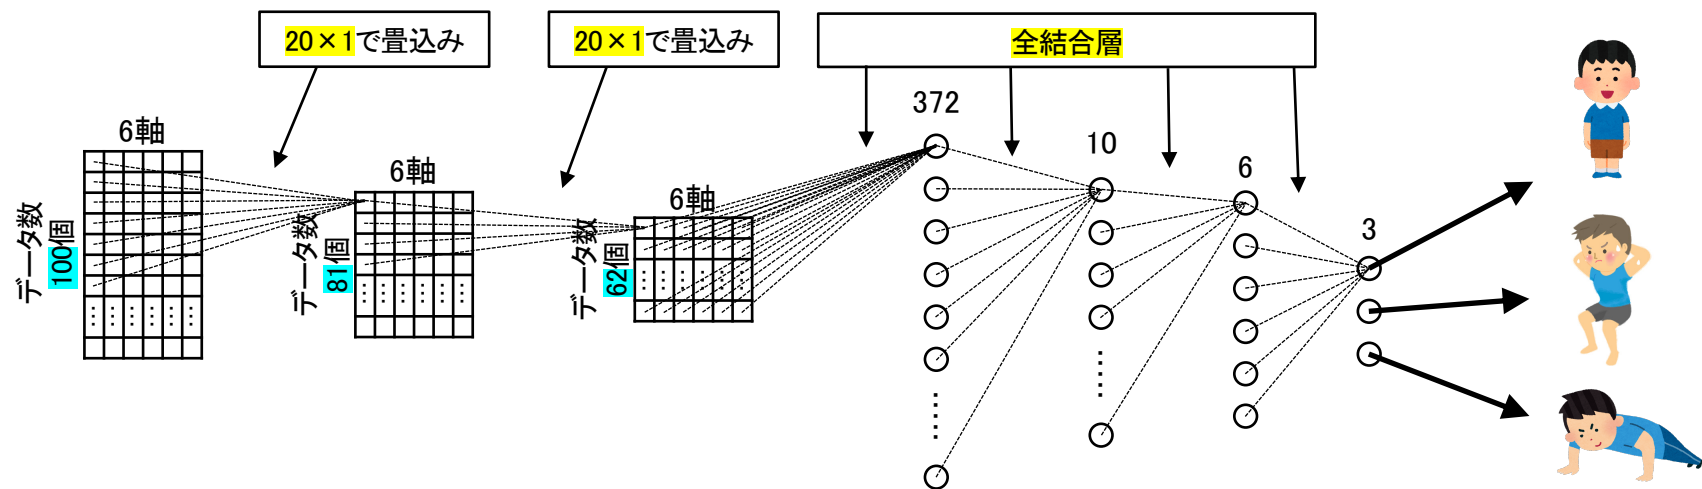 20×1で畳込み
20×1で畳込み
全結合層
6軸
データ数
100個
6軸
データ数
81個
6軸
データ数
62個
372
10
6
3